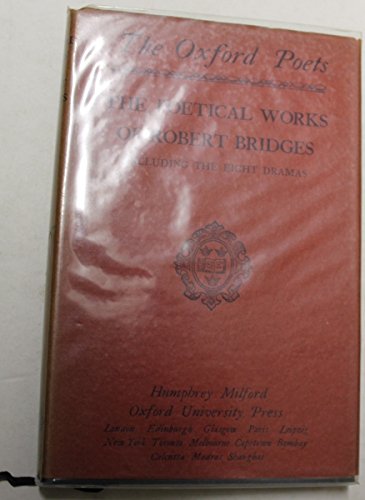 The Oxford Poets
THE POETICAL WORKS
OF ROBERT BRIDGES
EXCLUDING THE EIGHT DRAMAS
Humphrey Milford
Oxford University Press
London Edinburgh Glasgow Paris Leipzig
New York Toronto Melbourne Capetown Bombay
Calcutta Madras Shanghai